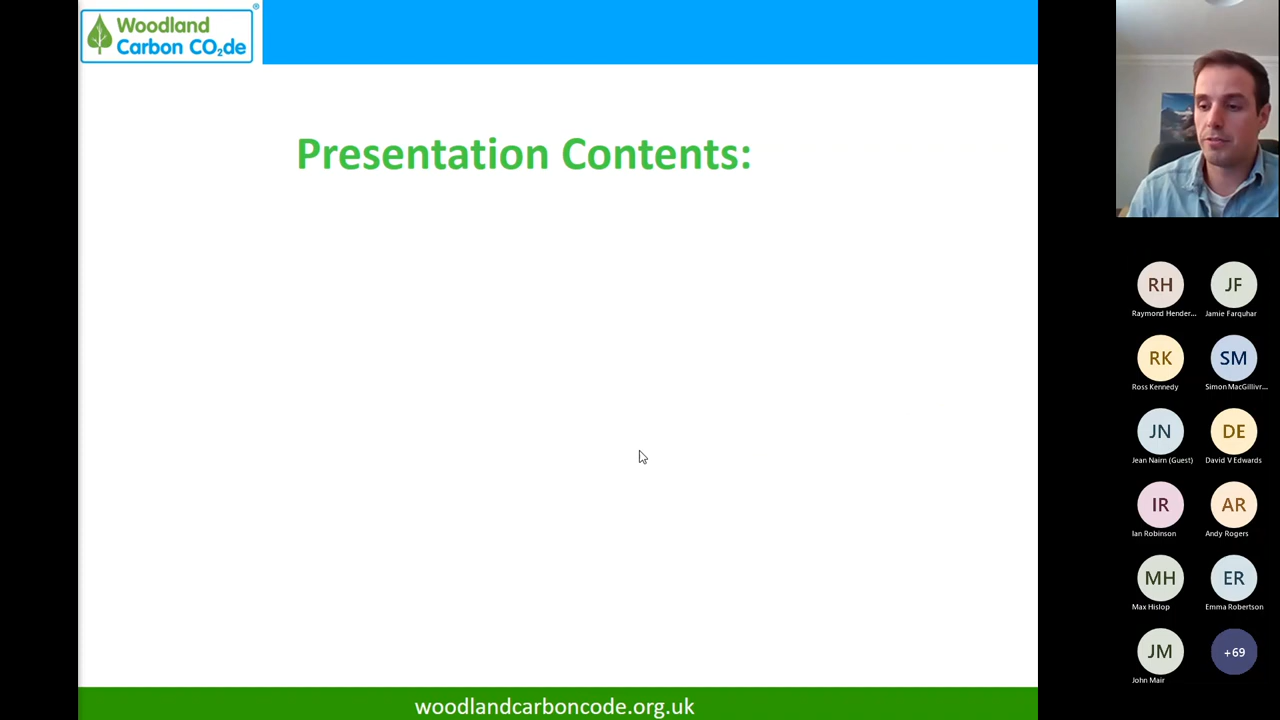 Woodland
Carbon CO₂de
®
Presentation Contents:
woodlandcarboncode.org.uk
RH
Raymond Hender...
JF
Jamie Farquhar
RK
Ross Kennedy
SM
Simon MacGillivr...
JN
Jean Nairn (Guest)
DE
David V Edwards
IR
Ian Robinson
AR
Andy Rogers
MH
Max Hislop
ER
Emma Robertson
JM
John Mair
+69